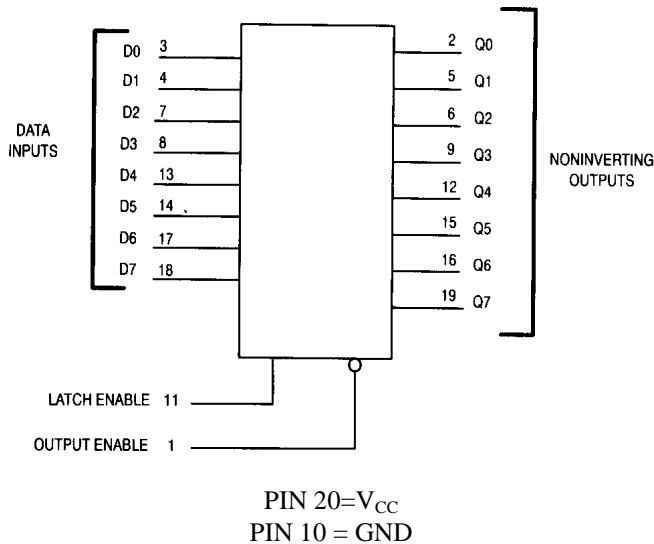 D0 3
D1 4
D2 7
D3 8
D4 13
D5 14
D6 17
D7 18
DATA
INPUTS
2 Q0
5 Q1
6 Q2
9 Q3
12 Q4
15 Q5
16 Q6
19 Q7
NONINVERTING
OUTPUTS
LATCH ENABLE 11
OUTPUT ENABLE 1
PIN 20=VCC
PIN 10 = GND